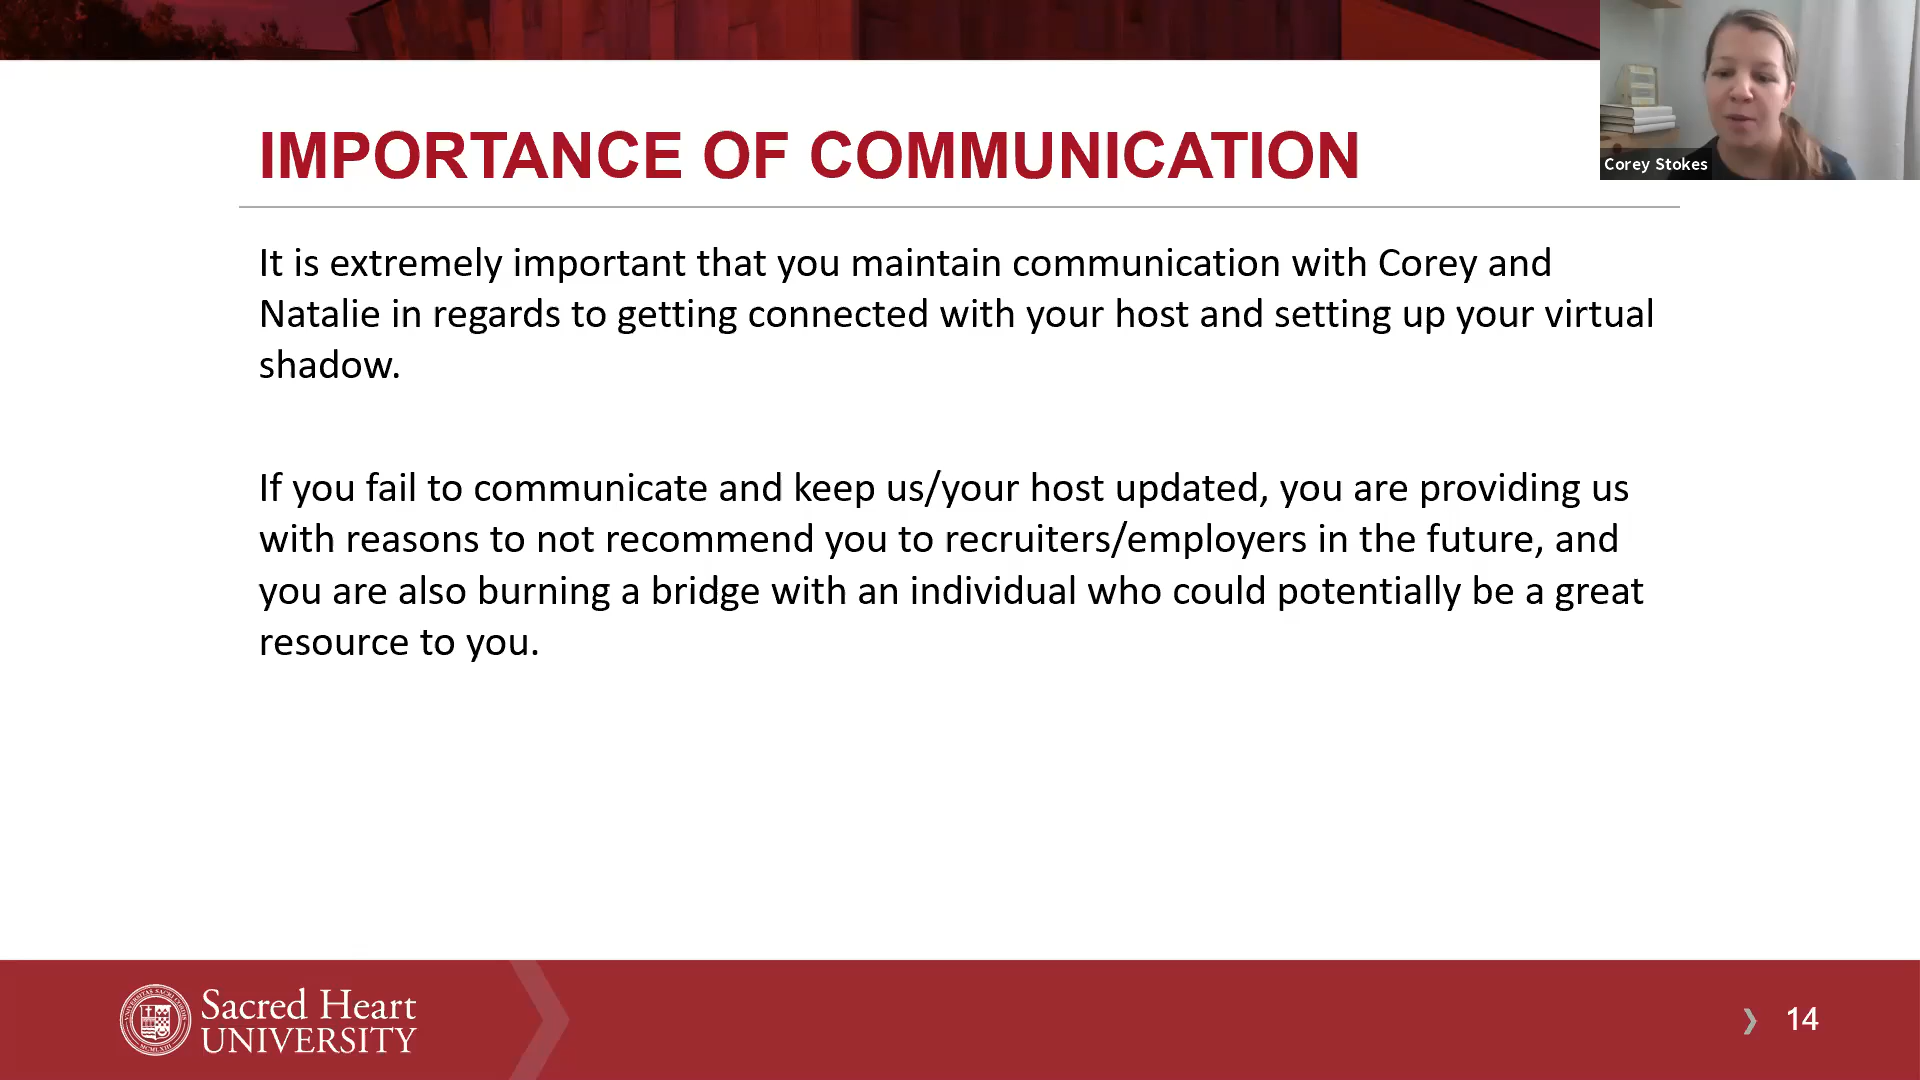 IMPORTANCE OF COMMUNICATION
Corey Stokes
It is extremely important that you maintain communication with Corey and
Natalie in regards to getting connected with your host and setting up your virtual
shadow.
If you fail to communicate and keep us/your host updated, you are providing us
with reasons to not recommend you to recruiters/employers in the future, and
you are also burning a bridge with an individual who could potentially be a great
resource to you.
Sacred Heart
UNIVERSITY
14